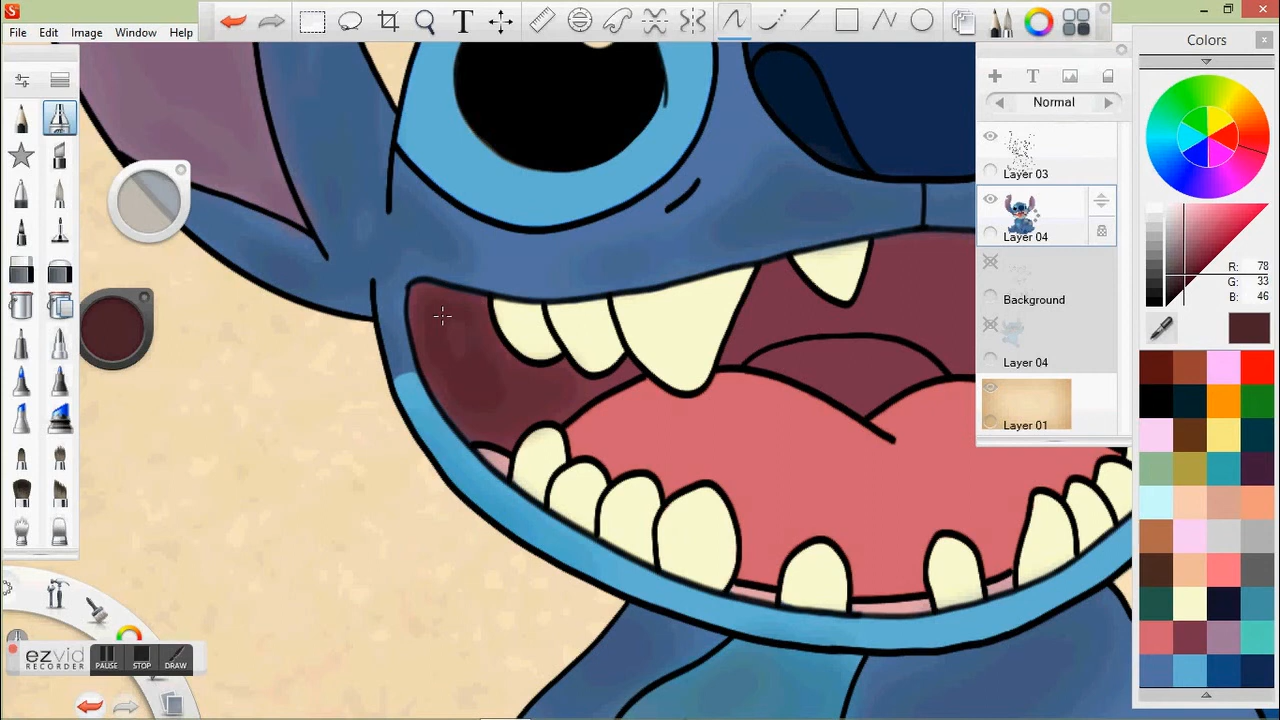 File Edit Image Window Help
T
Colors
T
Normal
Layer 03
Layer 04
Background
Layer 04
Layer 01
R: 78
G: 33
B: 46
ezvid
RECORDER
PAUSE STOP DRAW